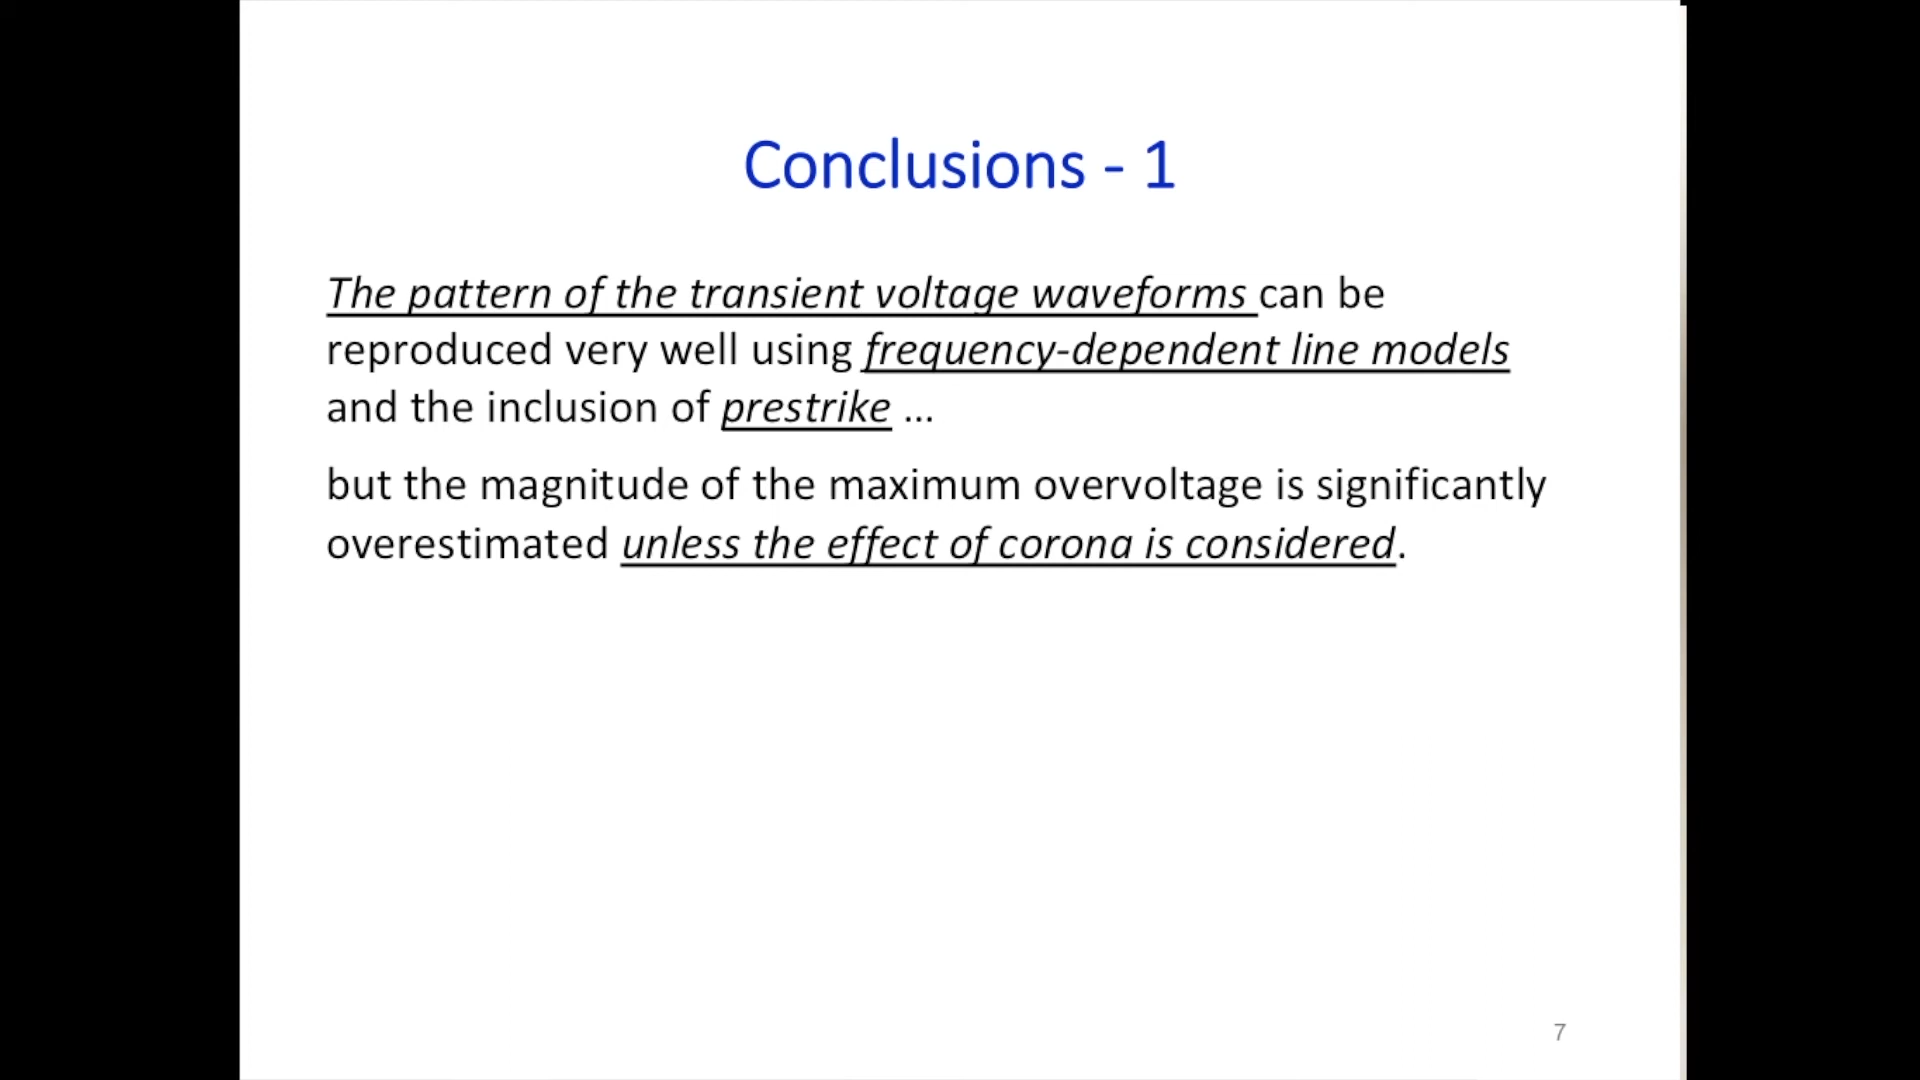 Conclusions - 1
The pattern of the transient voltage waveforms can be
reproduced very well using frequency-dependent line models
and the inclusion of prestrike ...
but the magnitude of the maximum overvoltage is significantly
overestimated unless the effect of corona is considered.
7